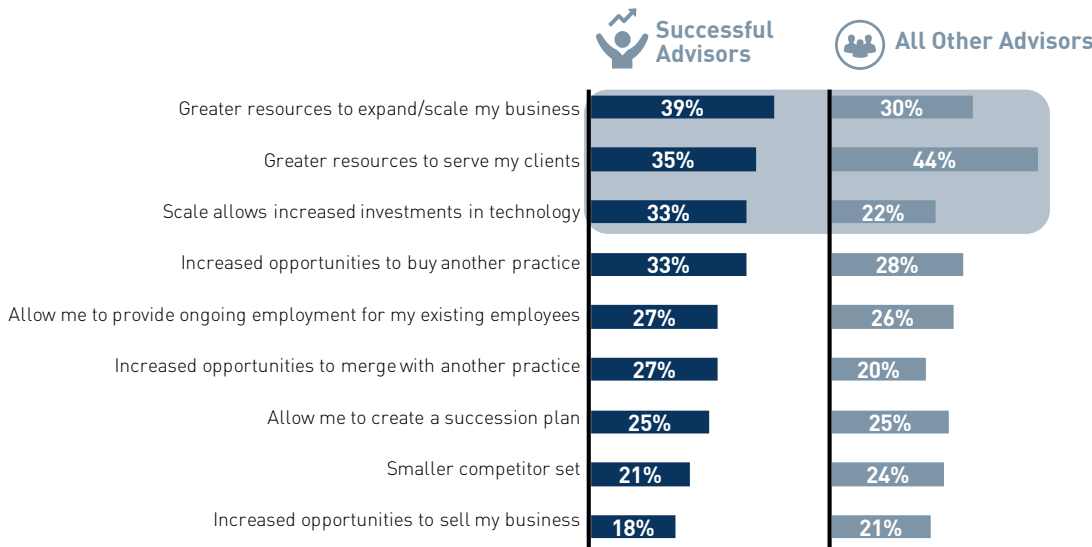 Successful
Advisors
All Other Advisors
Greater resources to expand/scale my business 39% 30%
Greater resources to serve my clients 35% 44%
Scale allows increased investments in technology 33% 22%
Increased opportunities to buy another practice 33% 28%
Allow me to provide ongoing employment for my existing employees 27% 26%
Increased opportunities to merge with another practice 27% 20%
Allow me to create a succession plan 25% 25%
Smaller competitor set 21% 24%
Increased opportunities to sell my business 18% 21%